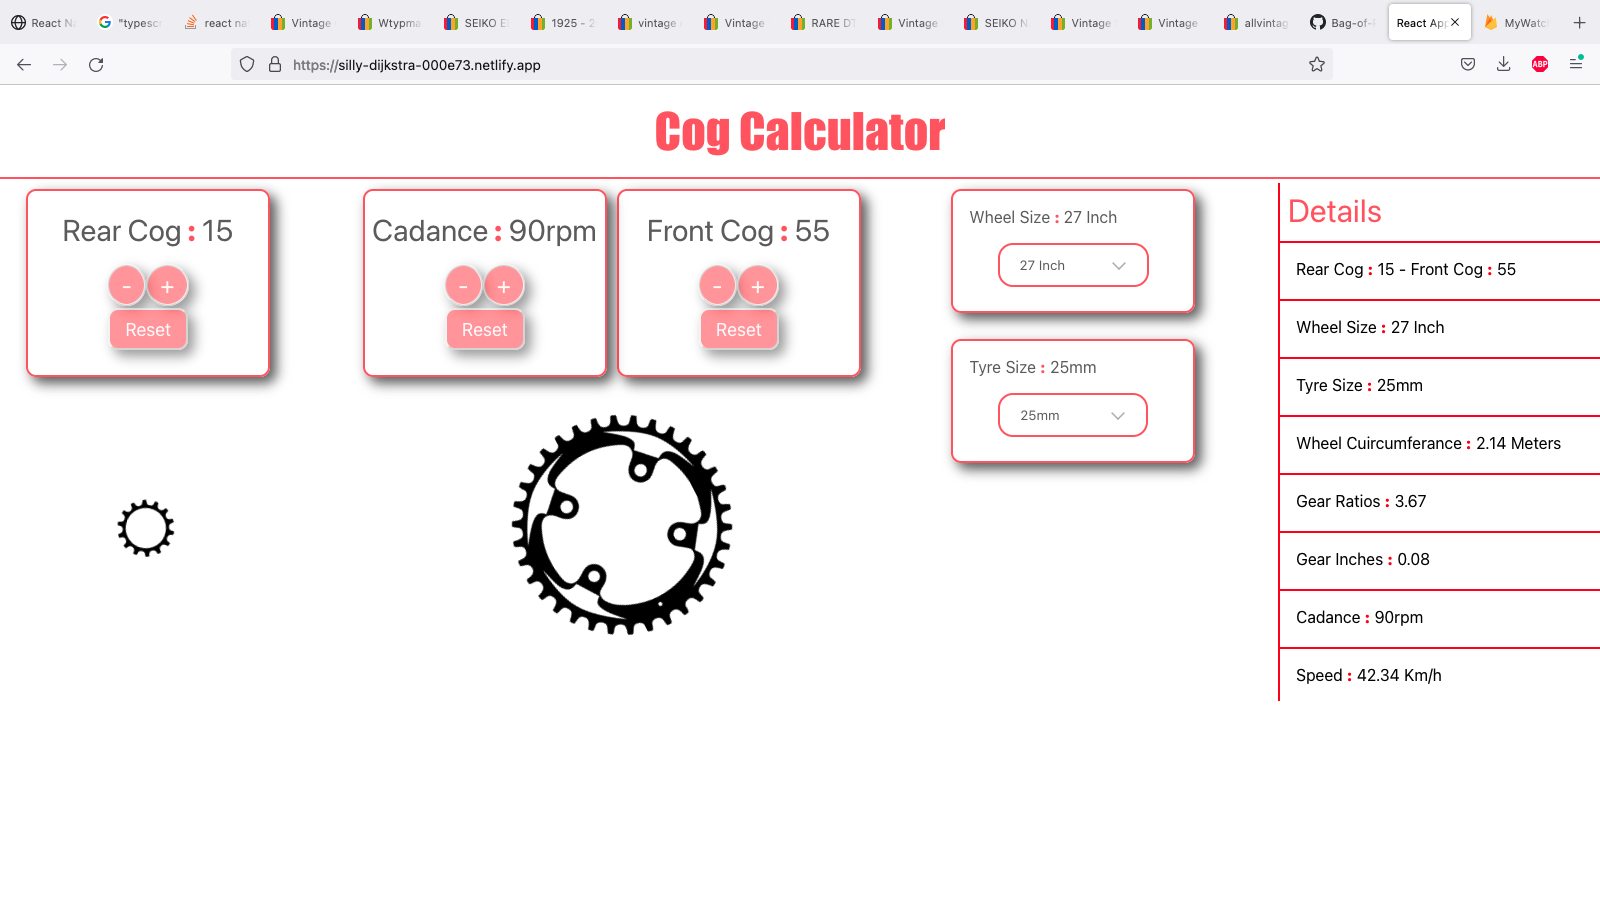 React Na
"typesc
react na
Vintage
Wtypma
SEIKO E
1925 - 2
vintage
Vintage
RARE DT
Vintage
SEIKO N
Vintage
Vintage
allvintag
Bag-of-
React App
MyWatc
https://silly-dijkstra-000e73.netlify.app
ABP
Cog Calculator
Rear Cog : 15
- +
Reset
Cadance : 90rpm
- +
Reset
Front Cog : 55
- +
Reset
Wheel Size : 27 Inch
27 Inch
Tyre Size : 25mm
25mm
Details
Rear Cog : 15 - Front Cog : 55
Wheel Size : 27 Inch
Tyre Size : 25mm
Wheel Cuircumferance : 2.14 Meters
Gear Ratios : 3.67
Gear Inches : 0.08
Cadance : 90rpm
Speed : 42.34 Km/h